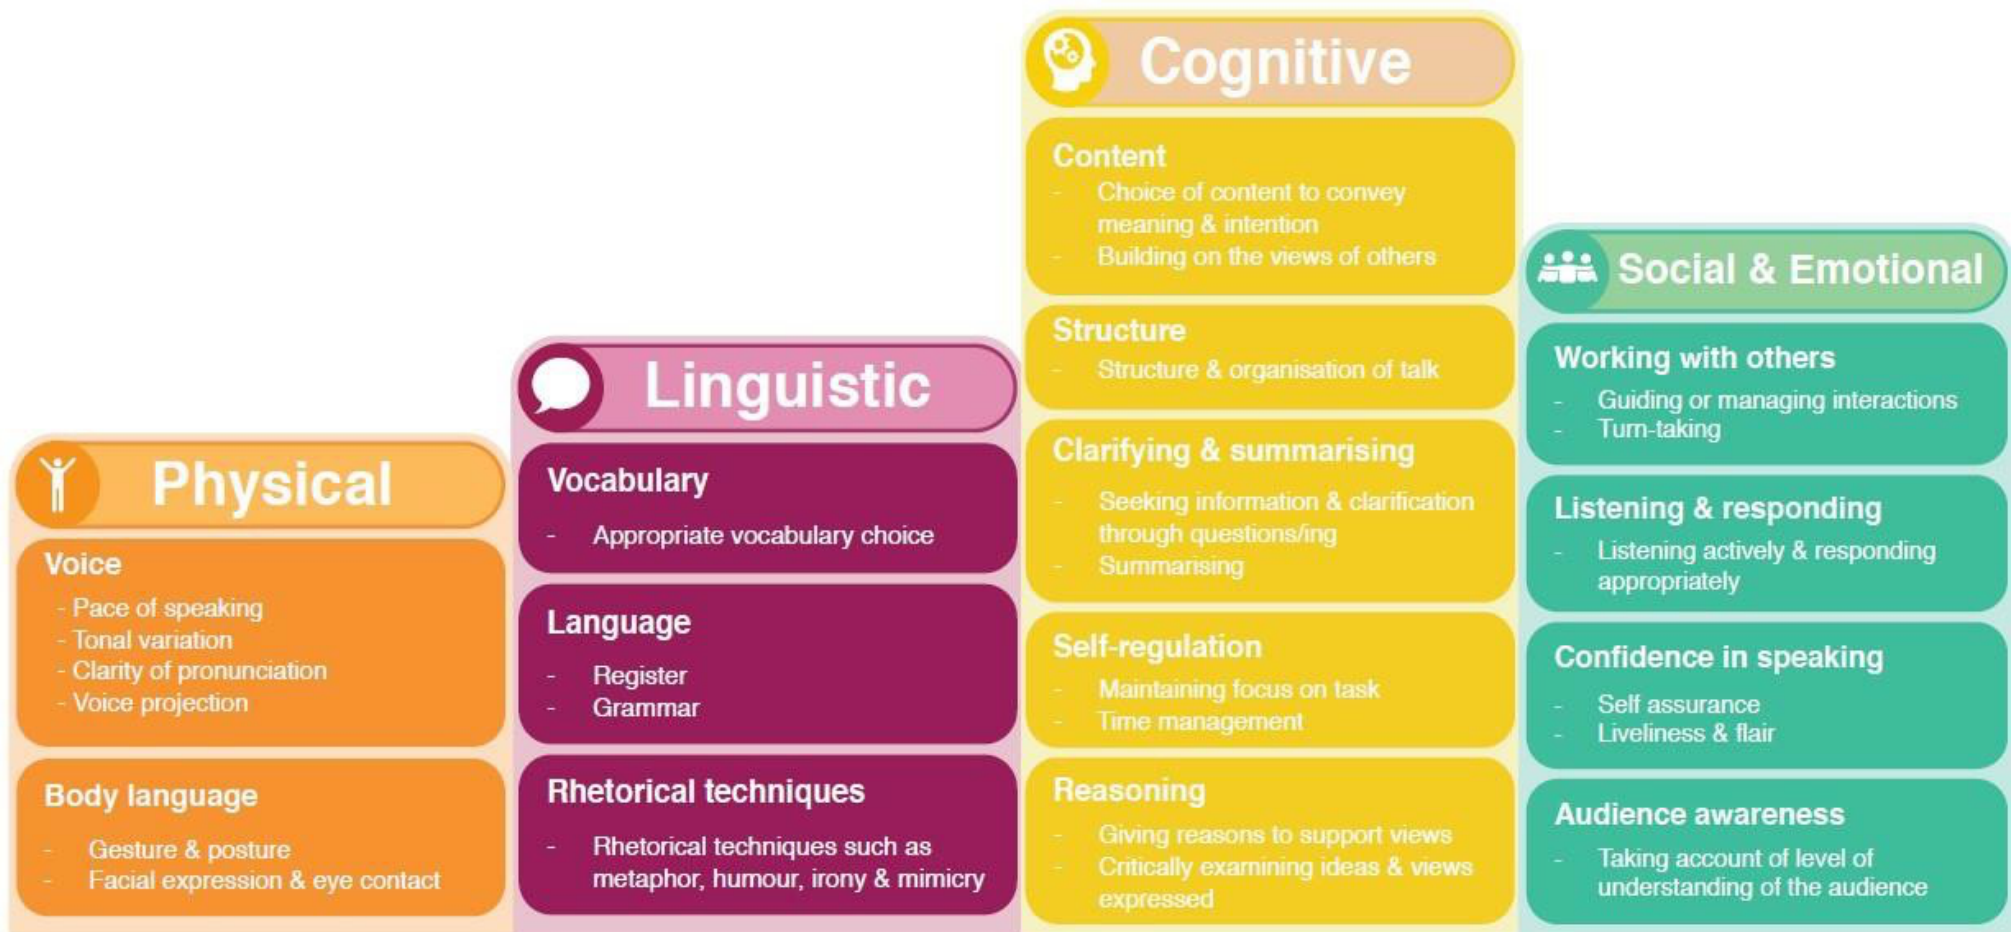 Physical
Voice
- Pace of speaking
- Tonal variation
- Clarity of pronunciation
- Voice projection
Body language
- Gesture & posture
- Facial expression & eye contact
Linguistic
Vocabulary
- Appropriate vocabulary choice
Language
- Register
- Grammar
Rhetorical techniques
- Rhetorical techniques such as
metaphor, humour, irony & mimicry
Cognitive
Content
- Choice of content to convey
meaning & intention
- Building on the views of others
Structure
- Structure & organisation of talk
Clarifying & summarising
- Seeking information & clarification
through questions/ing
- Summarising
Self-regulation
- Maintaining focus on task
- Time management
Reasoning
- Giving reasons to support views
- Critically examining ideas & views
expressed
Social & Emotional
Working with others
- Guiding or managing interactions
- Turn-taking
Listening & responding
- Listening actively & responding
appropriately
Confidence in speaking
- Self assurance
- Liveliness & flair
Audience awareness
- Taking account of level of
understanding of the audience